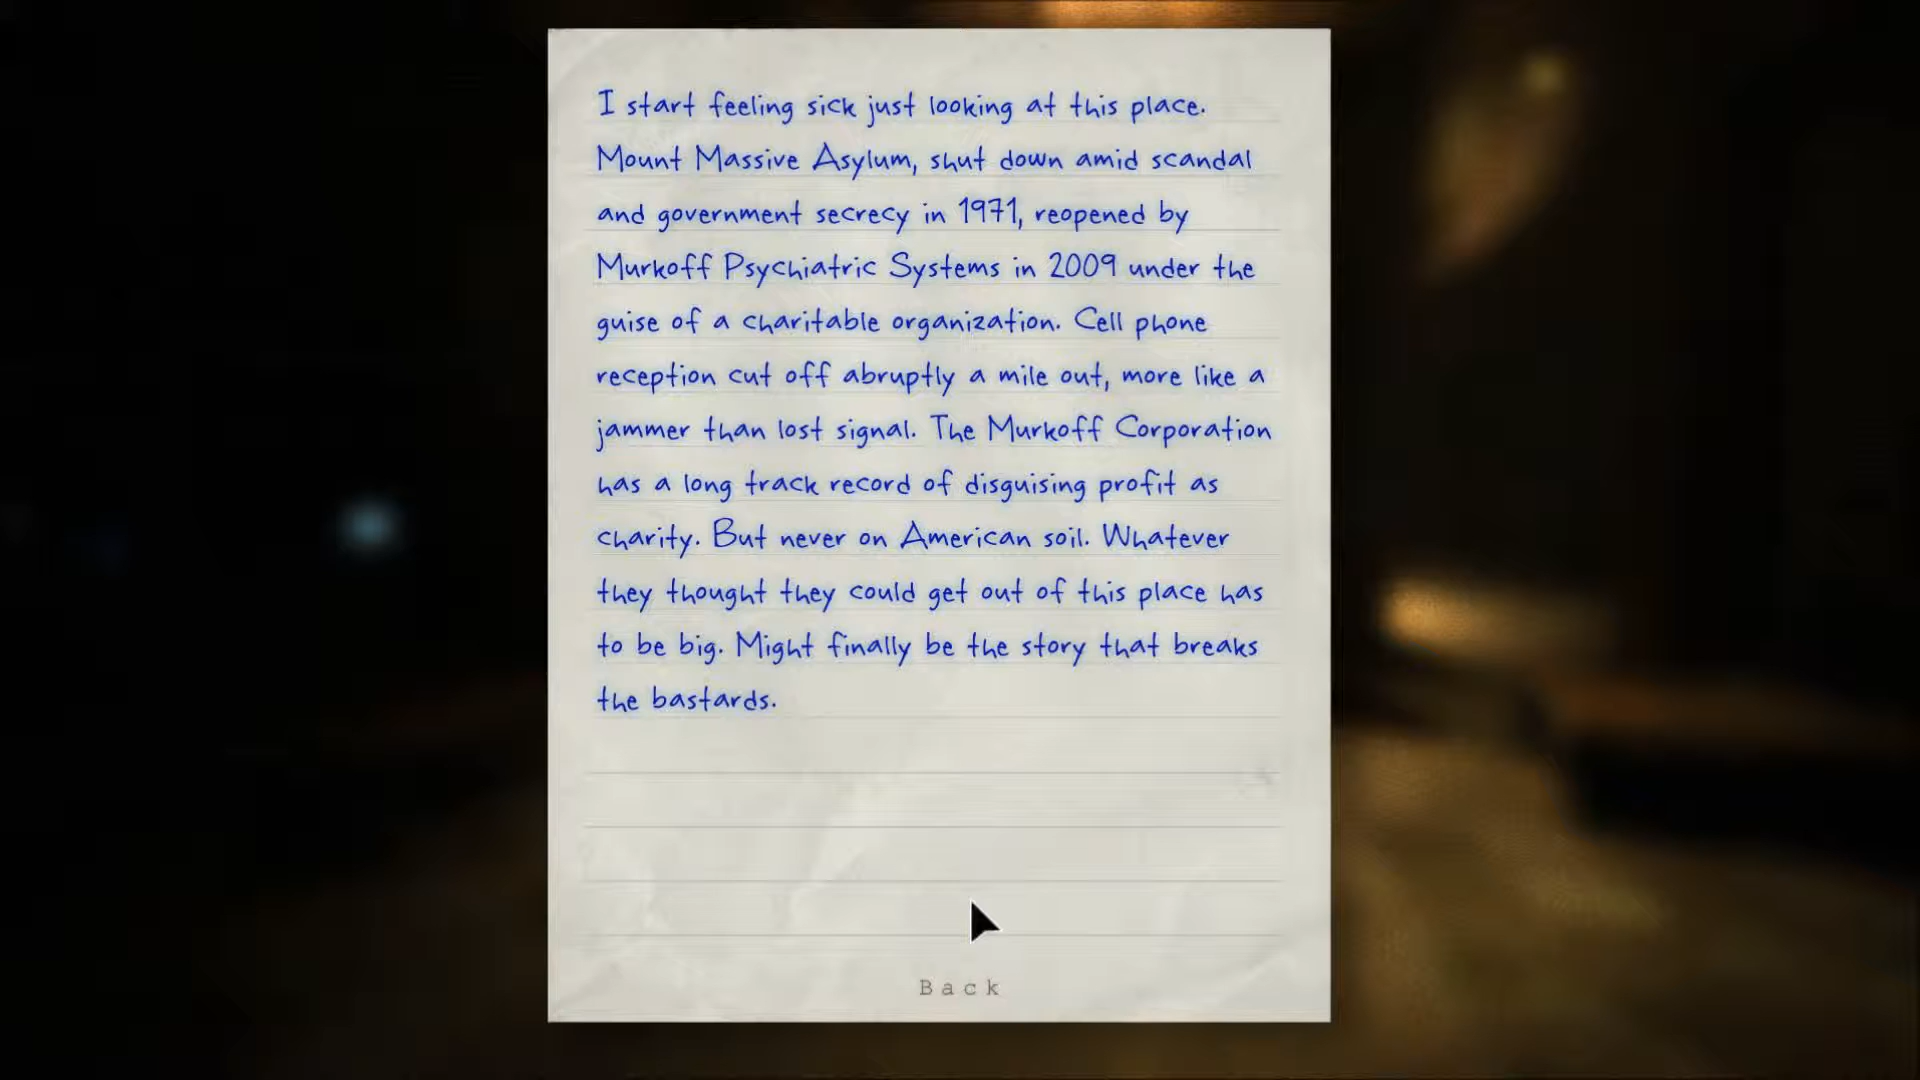 I start feeling sick just looking at this place.
Mount Massive Asylum, shut down amid scandal
and government secrecy in 1971, reopened by
Murkoff Psychiatric Systems in 2009 under the
guise of a charitable organization. Cell phone
reception cut off abruptly a mile out, more like a
jammer than lost signal. The Murkoff Corporation
has a long track record of disguising profit as
charity. But never on American soil. Whatever
they thought they could get out of this place has
to be big. Might finally be the story that breaks
the bastards.
Back